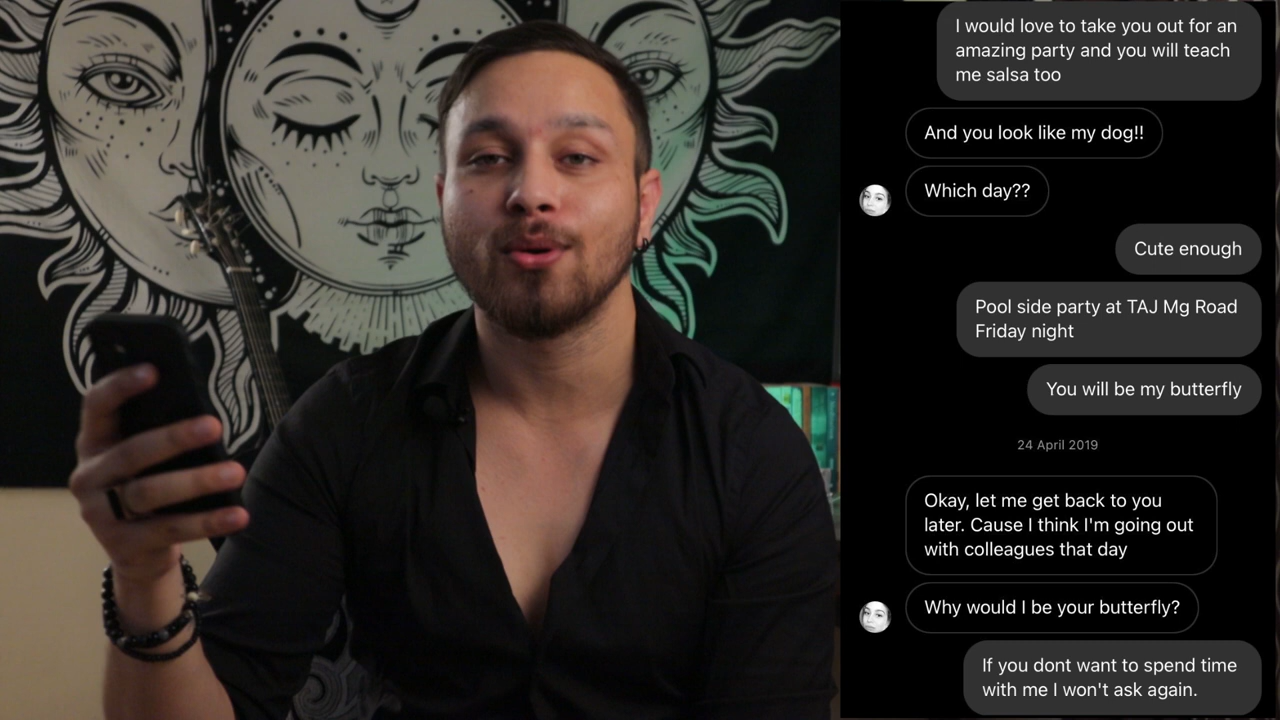 I would love to take you out for an
amazing party and you will teach
me salsa too
And you look like my dog!!
Which day??
Cute enough
Pool side party at TAJ Mg Road
Friday night
You will be my butterfly
24 April 2019
Okay, let me get back to you
later. Cause I think I'm going out
with colleagues that day
Why would I be your butterfly?
If you dont want to spend time
with me I won't ask again.